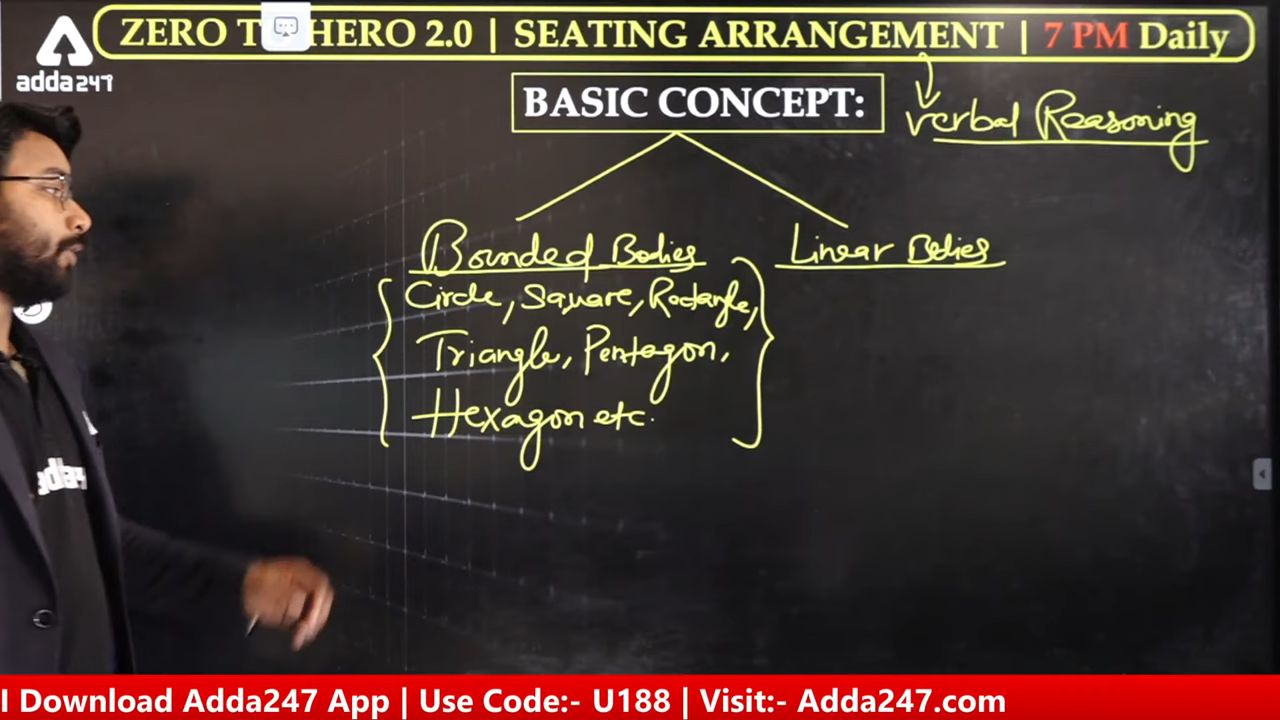 ZERO T HERO 2.0 | SEATING ARRANGEMENT | 7 PM Daily
adda247
BASIC CONCEPT:
Verbal Reasoning
Bounded Bodies
Linear Bodies
Circle, Square, Rectangle,
Triangle, Pentagon,
Hexagon etc.
adda
I Download Adda247 App | Use Code:- U188 | Visit:- Adda247.com